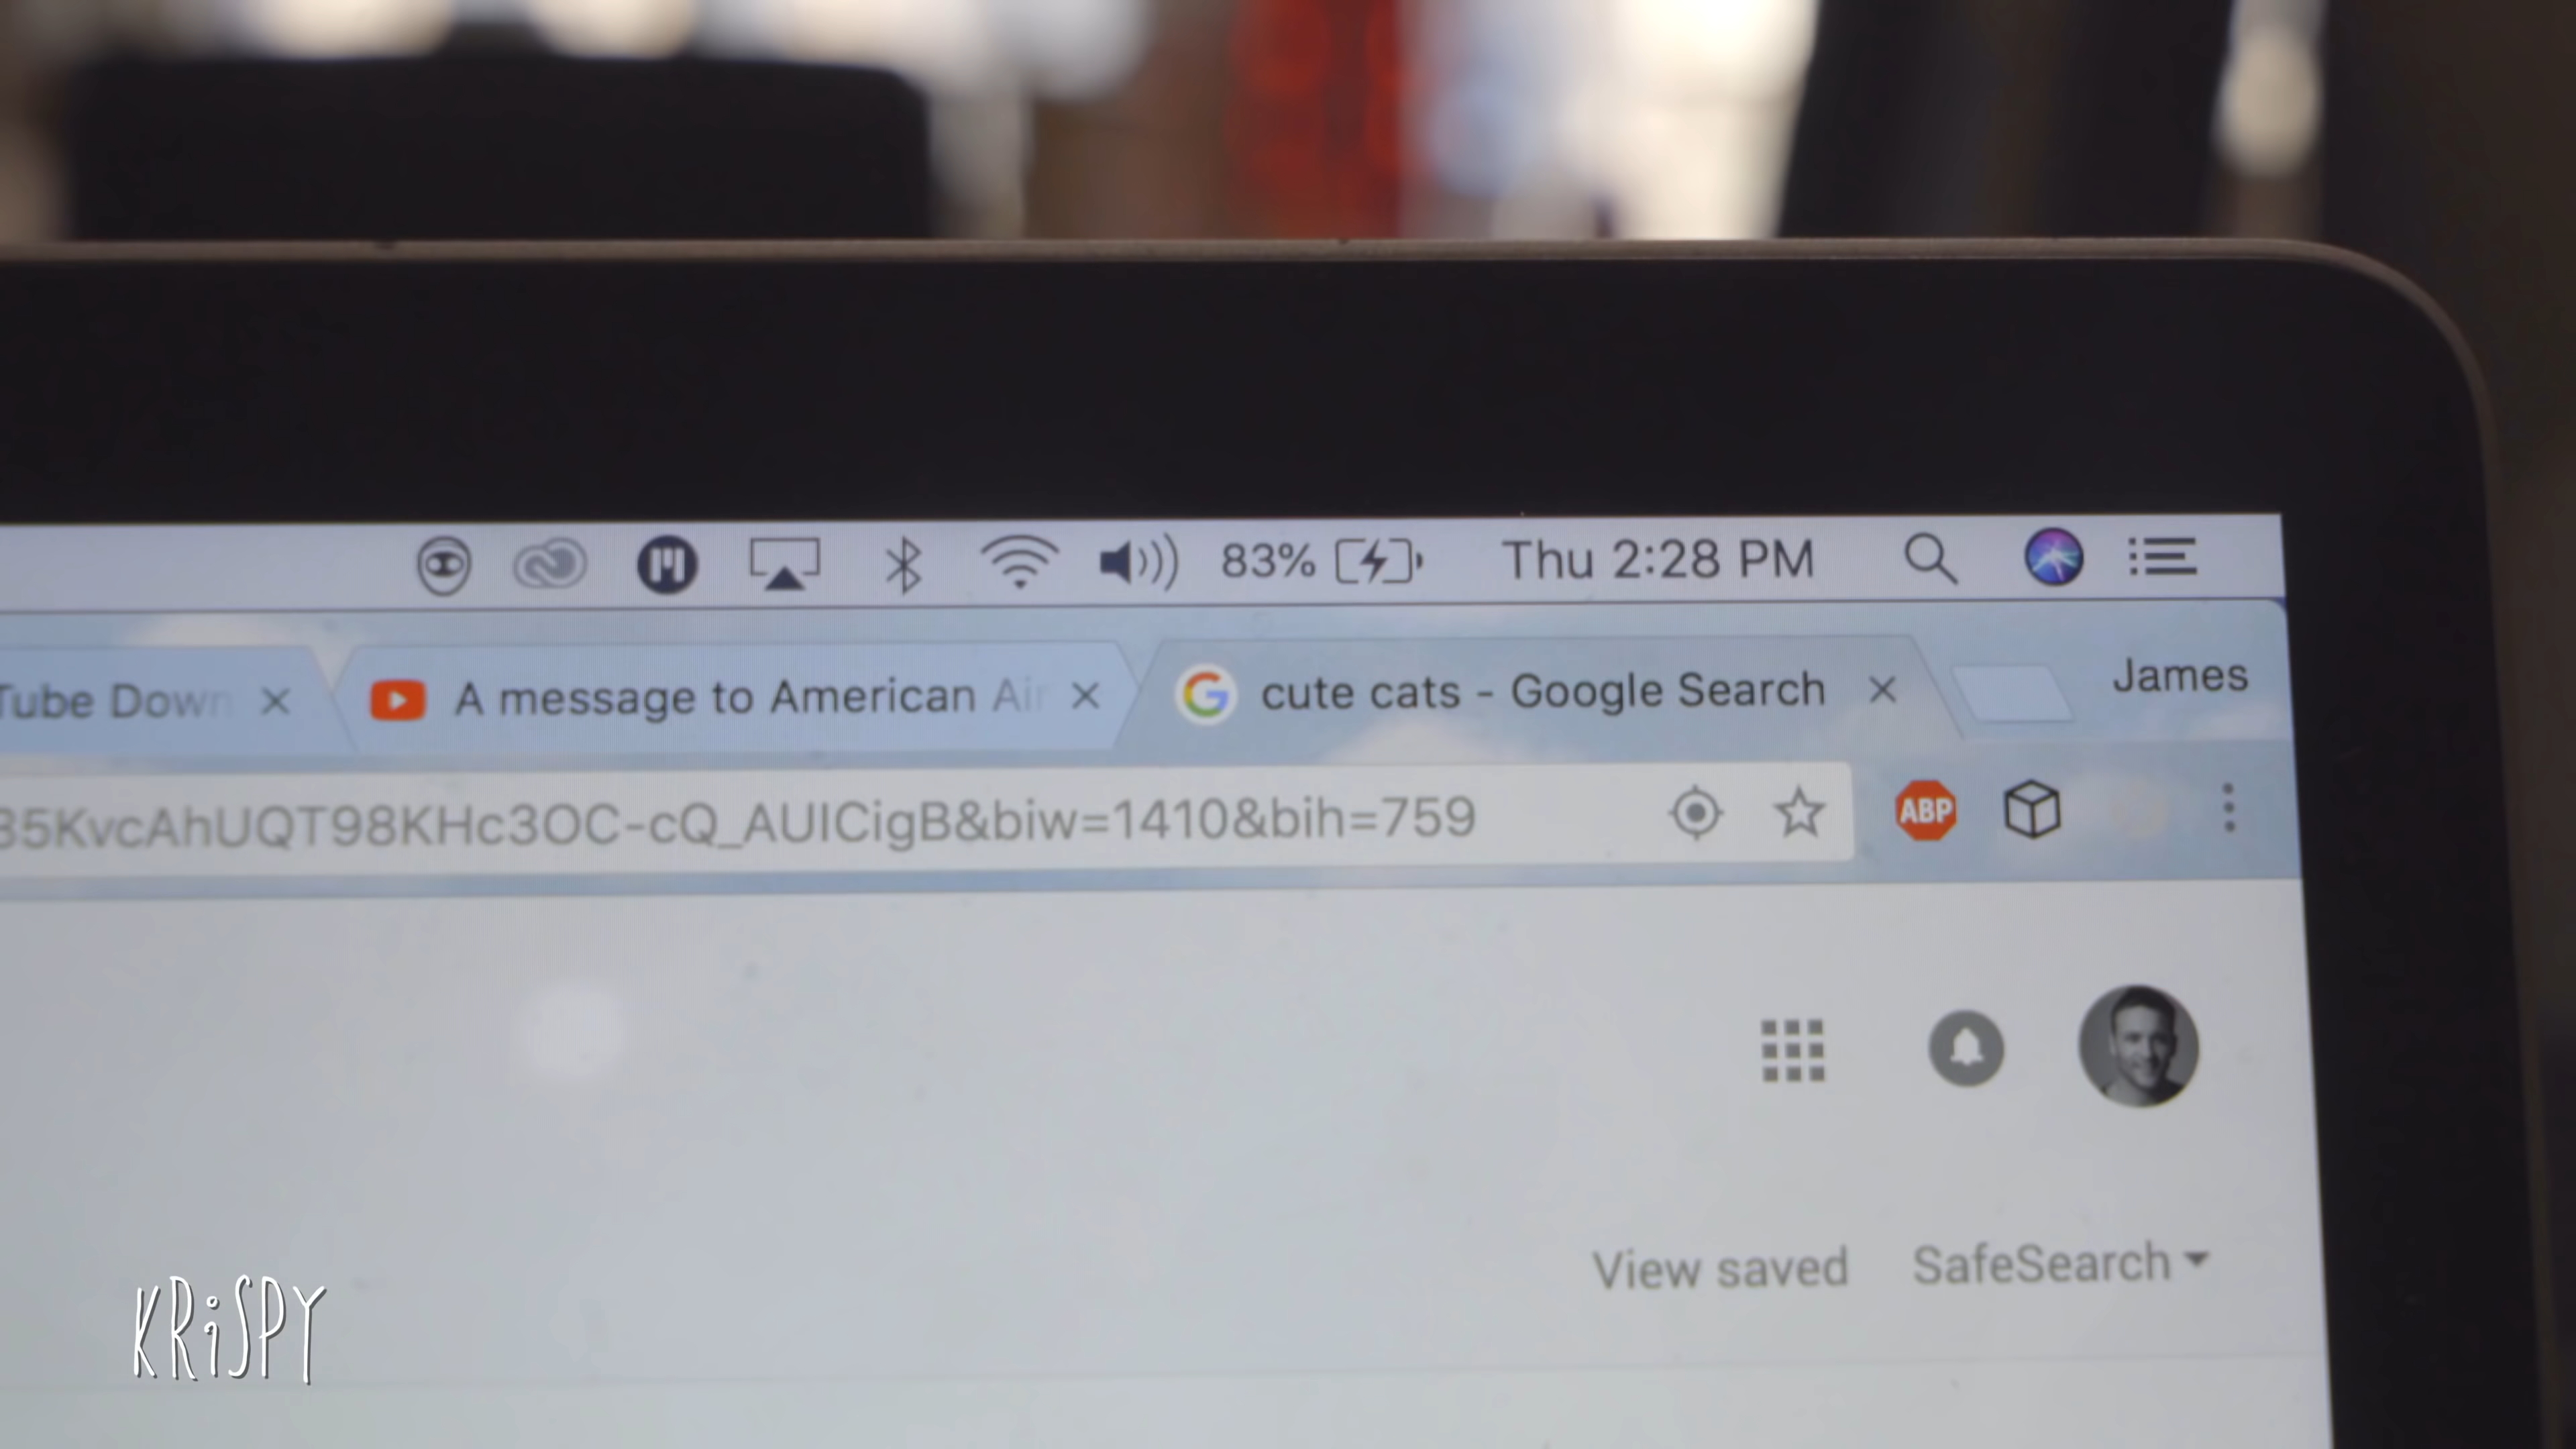 83% Thu 2:28 PM
Tube Down A message to American Air cute cats - Google Search James
35KvcAhUQT98KHc3OC-cQ_AUICigB&biw=1410&bih=759 ABP
View saved SafeSearch
KRiSPY